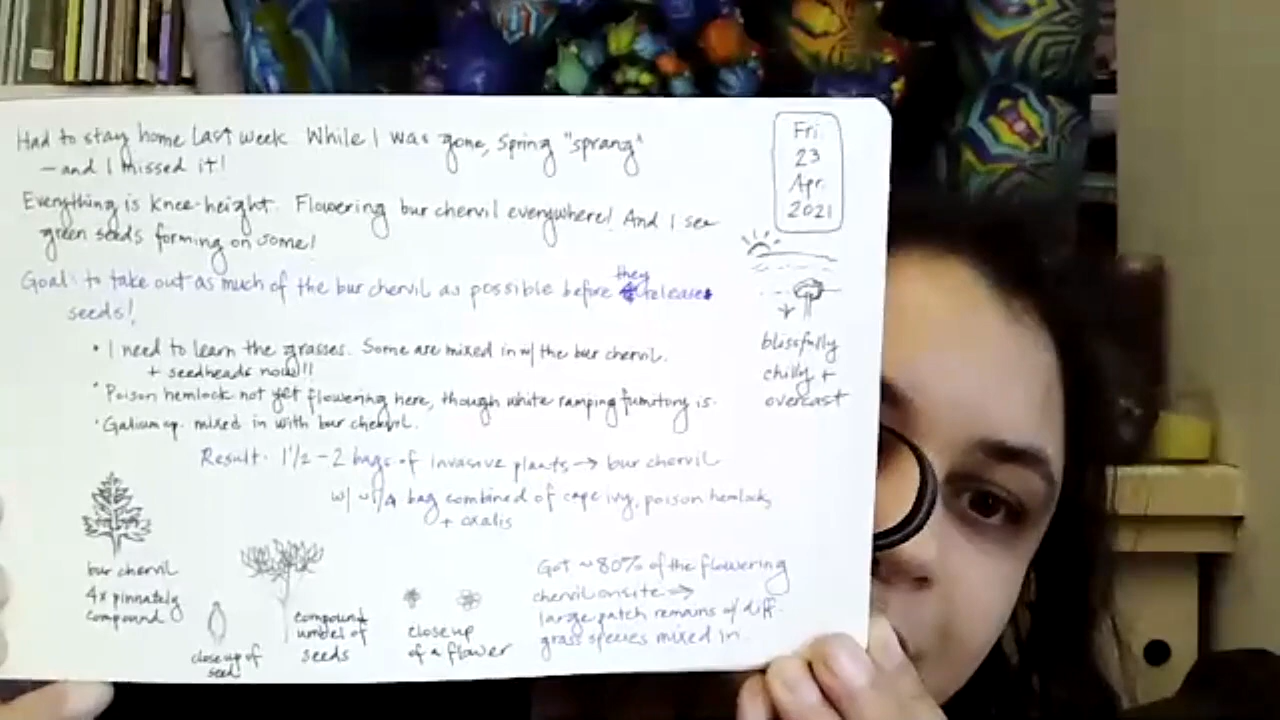 Had to stay home last week. While I was gone, Spring "sprang"
— and I missed it!
Everything is knee-height. Flowering bur chervil everywhere! And I see
green seeds forming on some!
Goal: to take out as much of the bur chervil as possible before they release
seeds!
• I need to learn the grasses. Some are mixed in w/ the bur chervil.
+ seedheads now!!!
• Poison hemlock not yet flowering here, though white ramping fumitory is.
• Galium sp. mixed in with bur chervil.
Result: 1½ - 2 bags of invasive plants → bur chervil
w/ ~1/4 bag combined of cape ivy, poison hemlock,
+ oxalis
bur chervil
4x pinnately
compound
close up of
seed
compound
umbel of
seeds
close up
of a flower
Got ~80% of the flowering
chervil onsite →
large patch remains w/ diff.
grass species mixed in.
Fri.
23
Apr.
2021
blissfully
chilly +
overcast